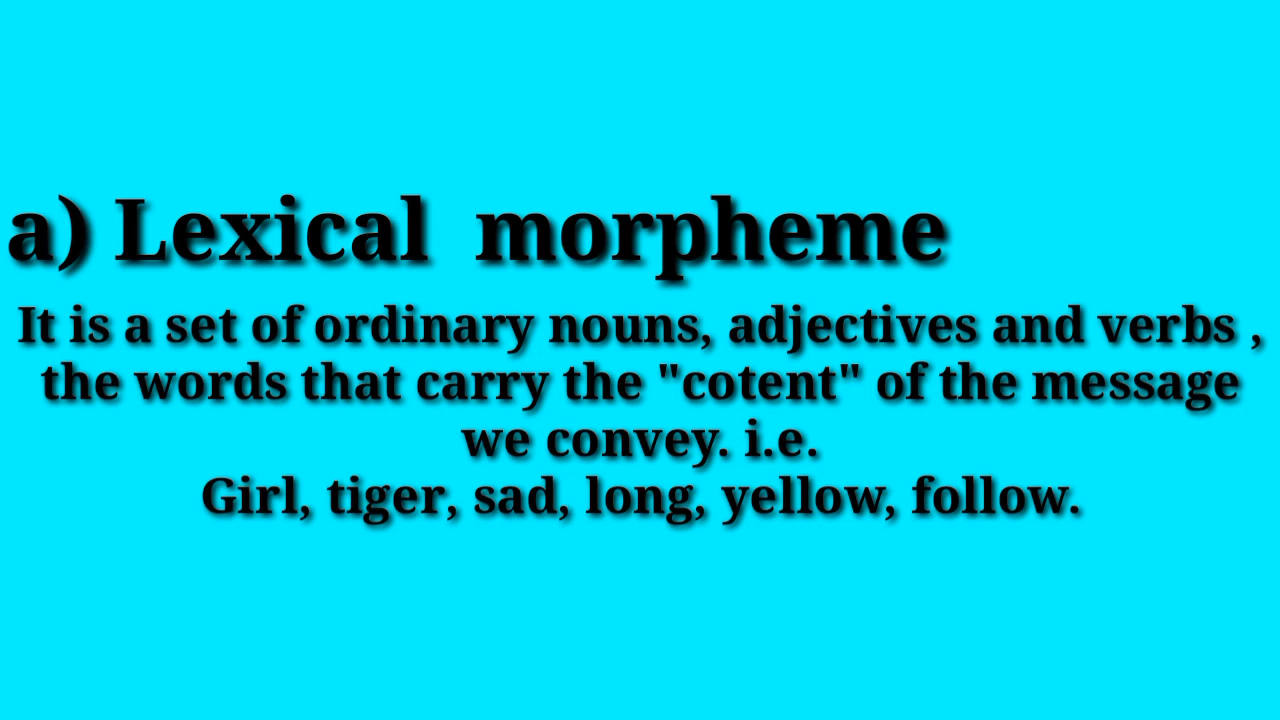 a) Lexical  morpheme
It is a set of ordinary nouns, adjectives and verbs ,
the words that carry the "cotent" of the message
we convey. i.e.
Girl, tiger, sad, long, yellow, follow.